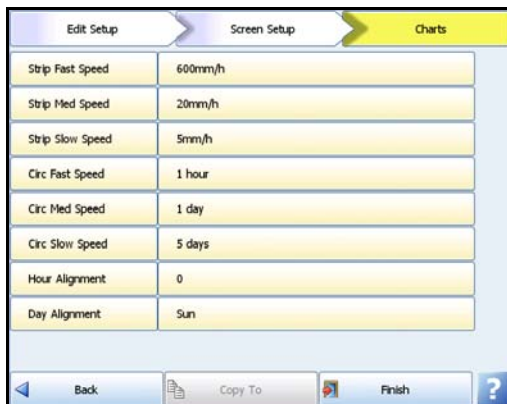 Edit Setup Screen Setup Charts
Strip Fast Speed 600mm/h
Strip Med Speed 20mm/h
Strip Slow Speed 5mm/h
Circ Fast Speed 1 hour
Circ Med Speed 1 day
Circ Slow Speed 5 days
Hour Alignment 0
Day Alignment Sun
Back Copy To Finish ?